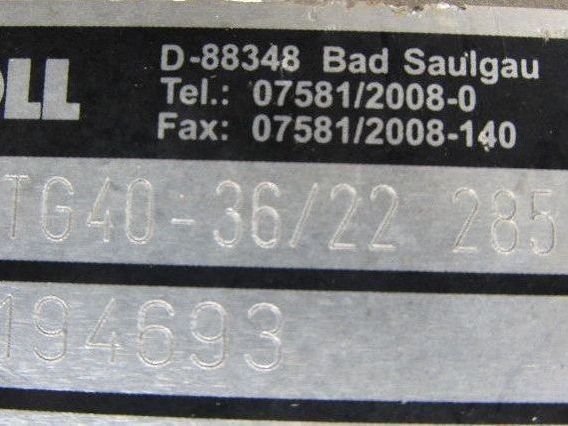 OLL
D-88348 Bad Saulgau
Tel.: 07581/2008-0
Fax: 07581/2008-140
TG40-36/22 285
194693